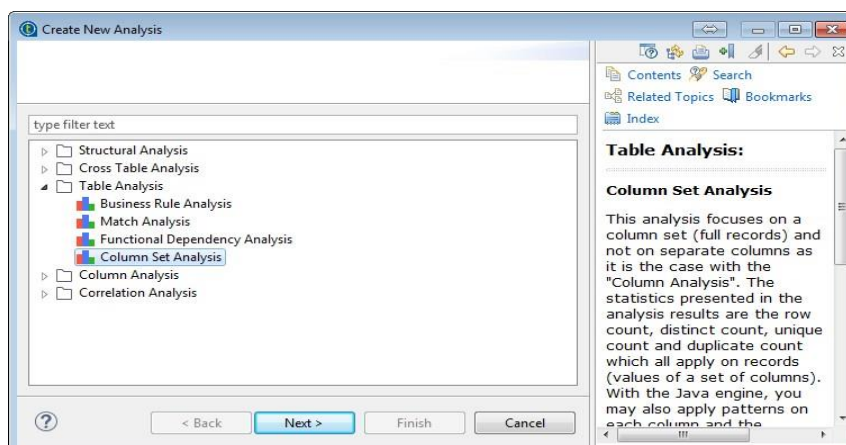 Create New Analysis
type filter text
Structural Analysis
Cross Table Analysis
Table Analysis
Business Rule Analysis
Match Analysis
Functional Dependency Analysis
Column Set Analysis
Column Analysis
Correlation Analysis
< Back
Next >
Finish
Cancel
Contents
Search
Related Topics
Bookmarks
Index
Table Analysis:
Column Set Analysis
This analysis focuses on a
column set (full records) and
not on separate columns as
it is the case with the
"Column Analysis". The
statistics presented in the
analysis results are the row
count, distinct count, unique
count and duplicate count
which all apply on records
(values of a set of columns).
With the Java engine, you
may also apply patterns on
each column and the